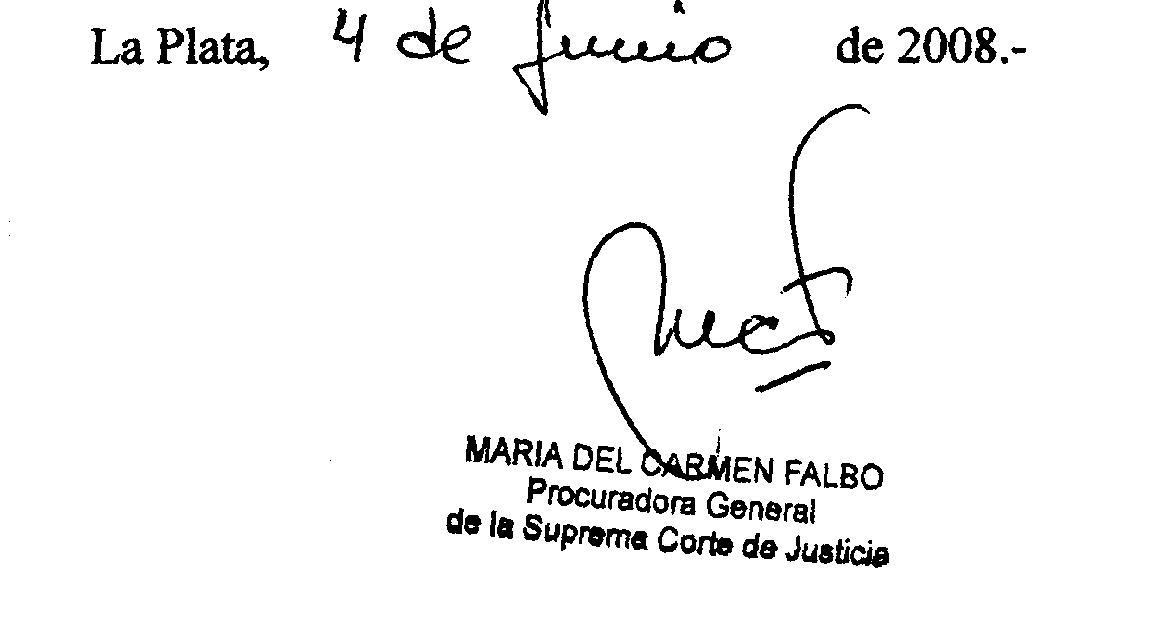 La Plata, 4 de Junio de 2008.-
MARIA DEL CARMEN FALBO
Procuradora General
de la Suprema Corte de Justicia